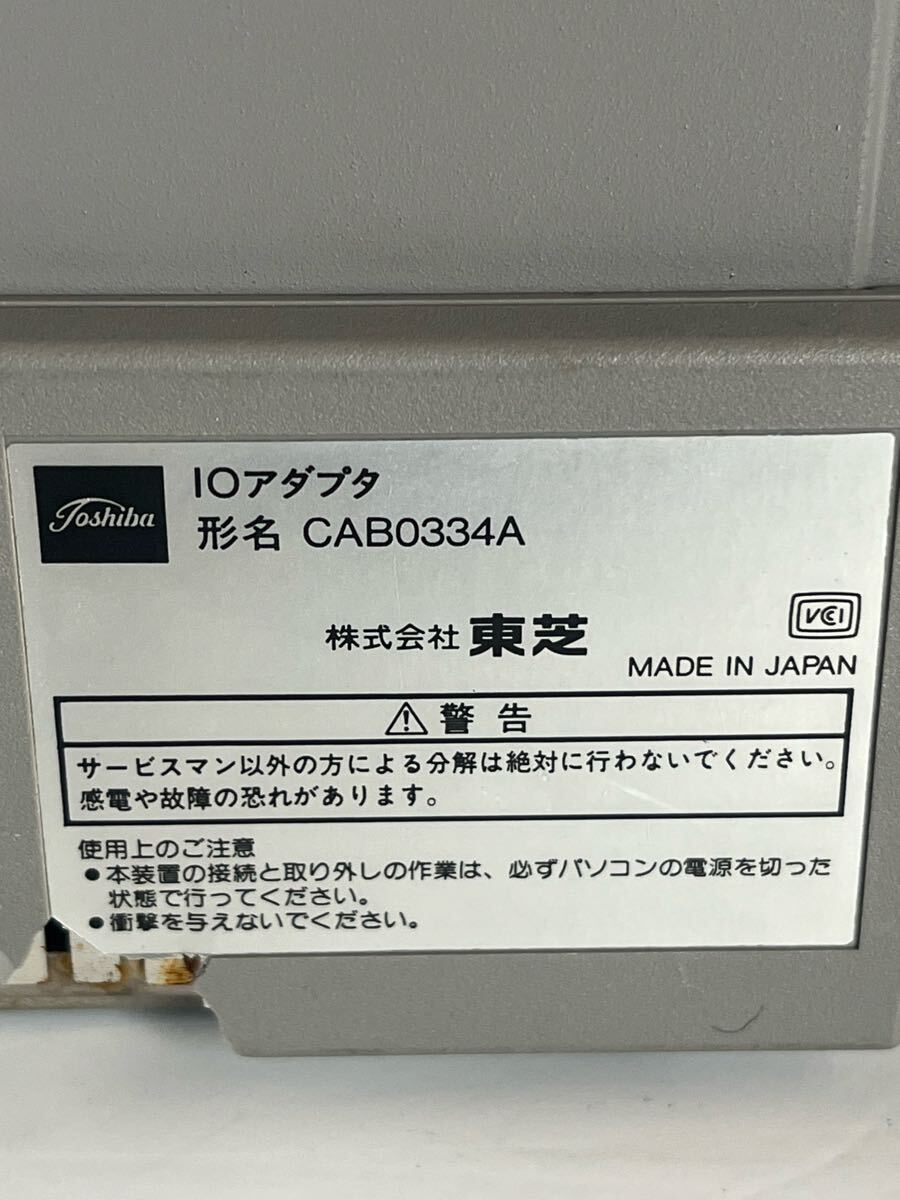 Toshiba
IOアダプタ
形名 CAB0334A
株式会社 東芝
VCI
MADE IN JAPAN
警告
サービスマン以外の方による分解は絶対に行わないでください。
感電や故障の恐れがあります。
使用上のご注意
●本装置の接続と取り外しの作業は、必ずパソコンの電源を切った
状態で行ってください。
●衝撃を与えないでください。